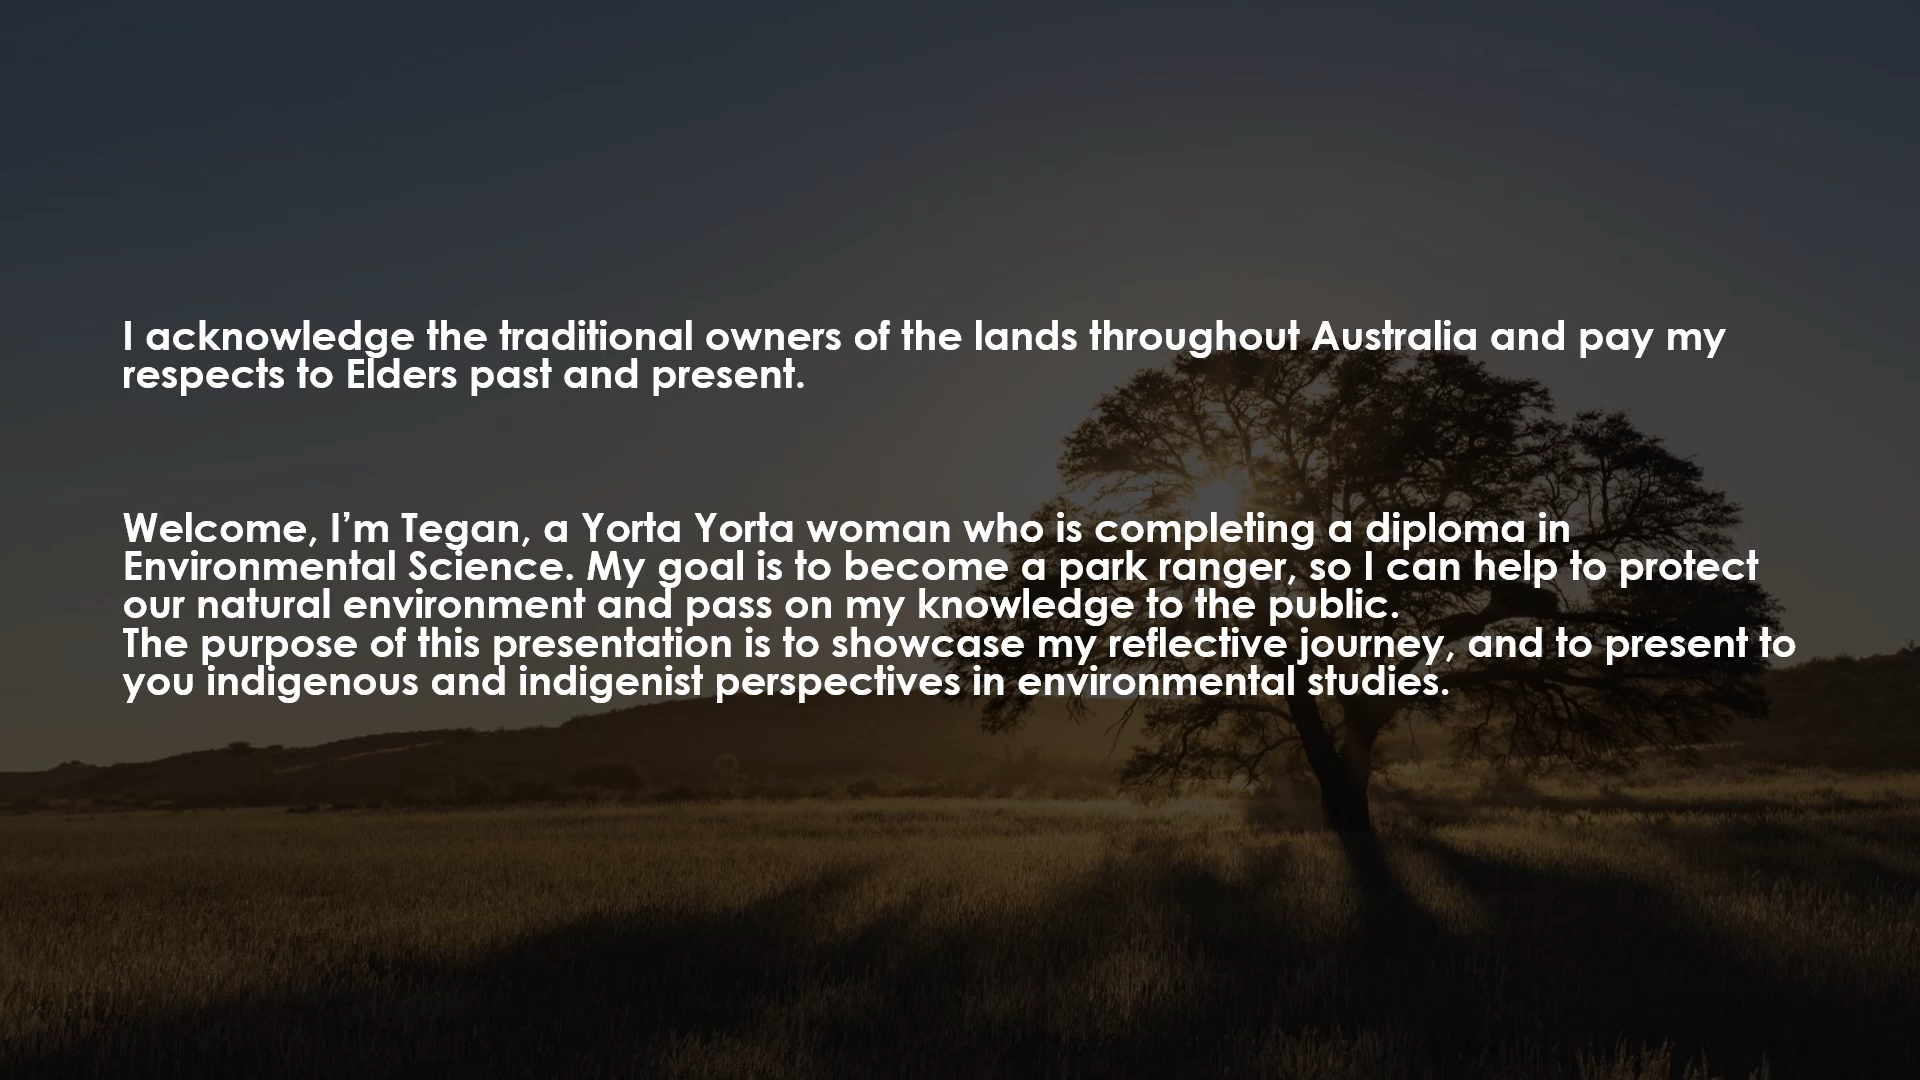 I acknowledge the traditional owners of the lands throughout Australia and pay my
respects to Elders past and present.
Welcome, I’m Tegan, a Yorta Yorta woman who is completing a diploma in
Environmental Science. My goal is to become a park ranger, so I can help to protect
our natural environment and pass on my knowledge to the public.
The purpose of this presentation is to showcase my reflective journey, and to present to
you indigenous and indigenist perspectives in environmental studies.